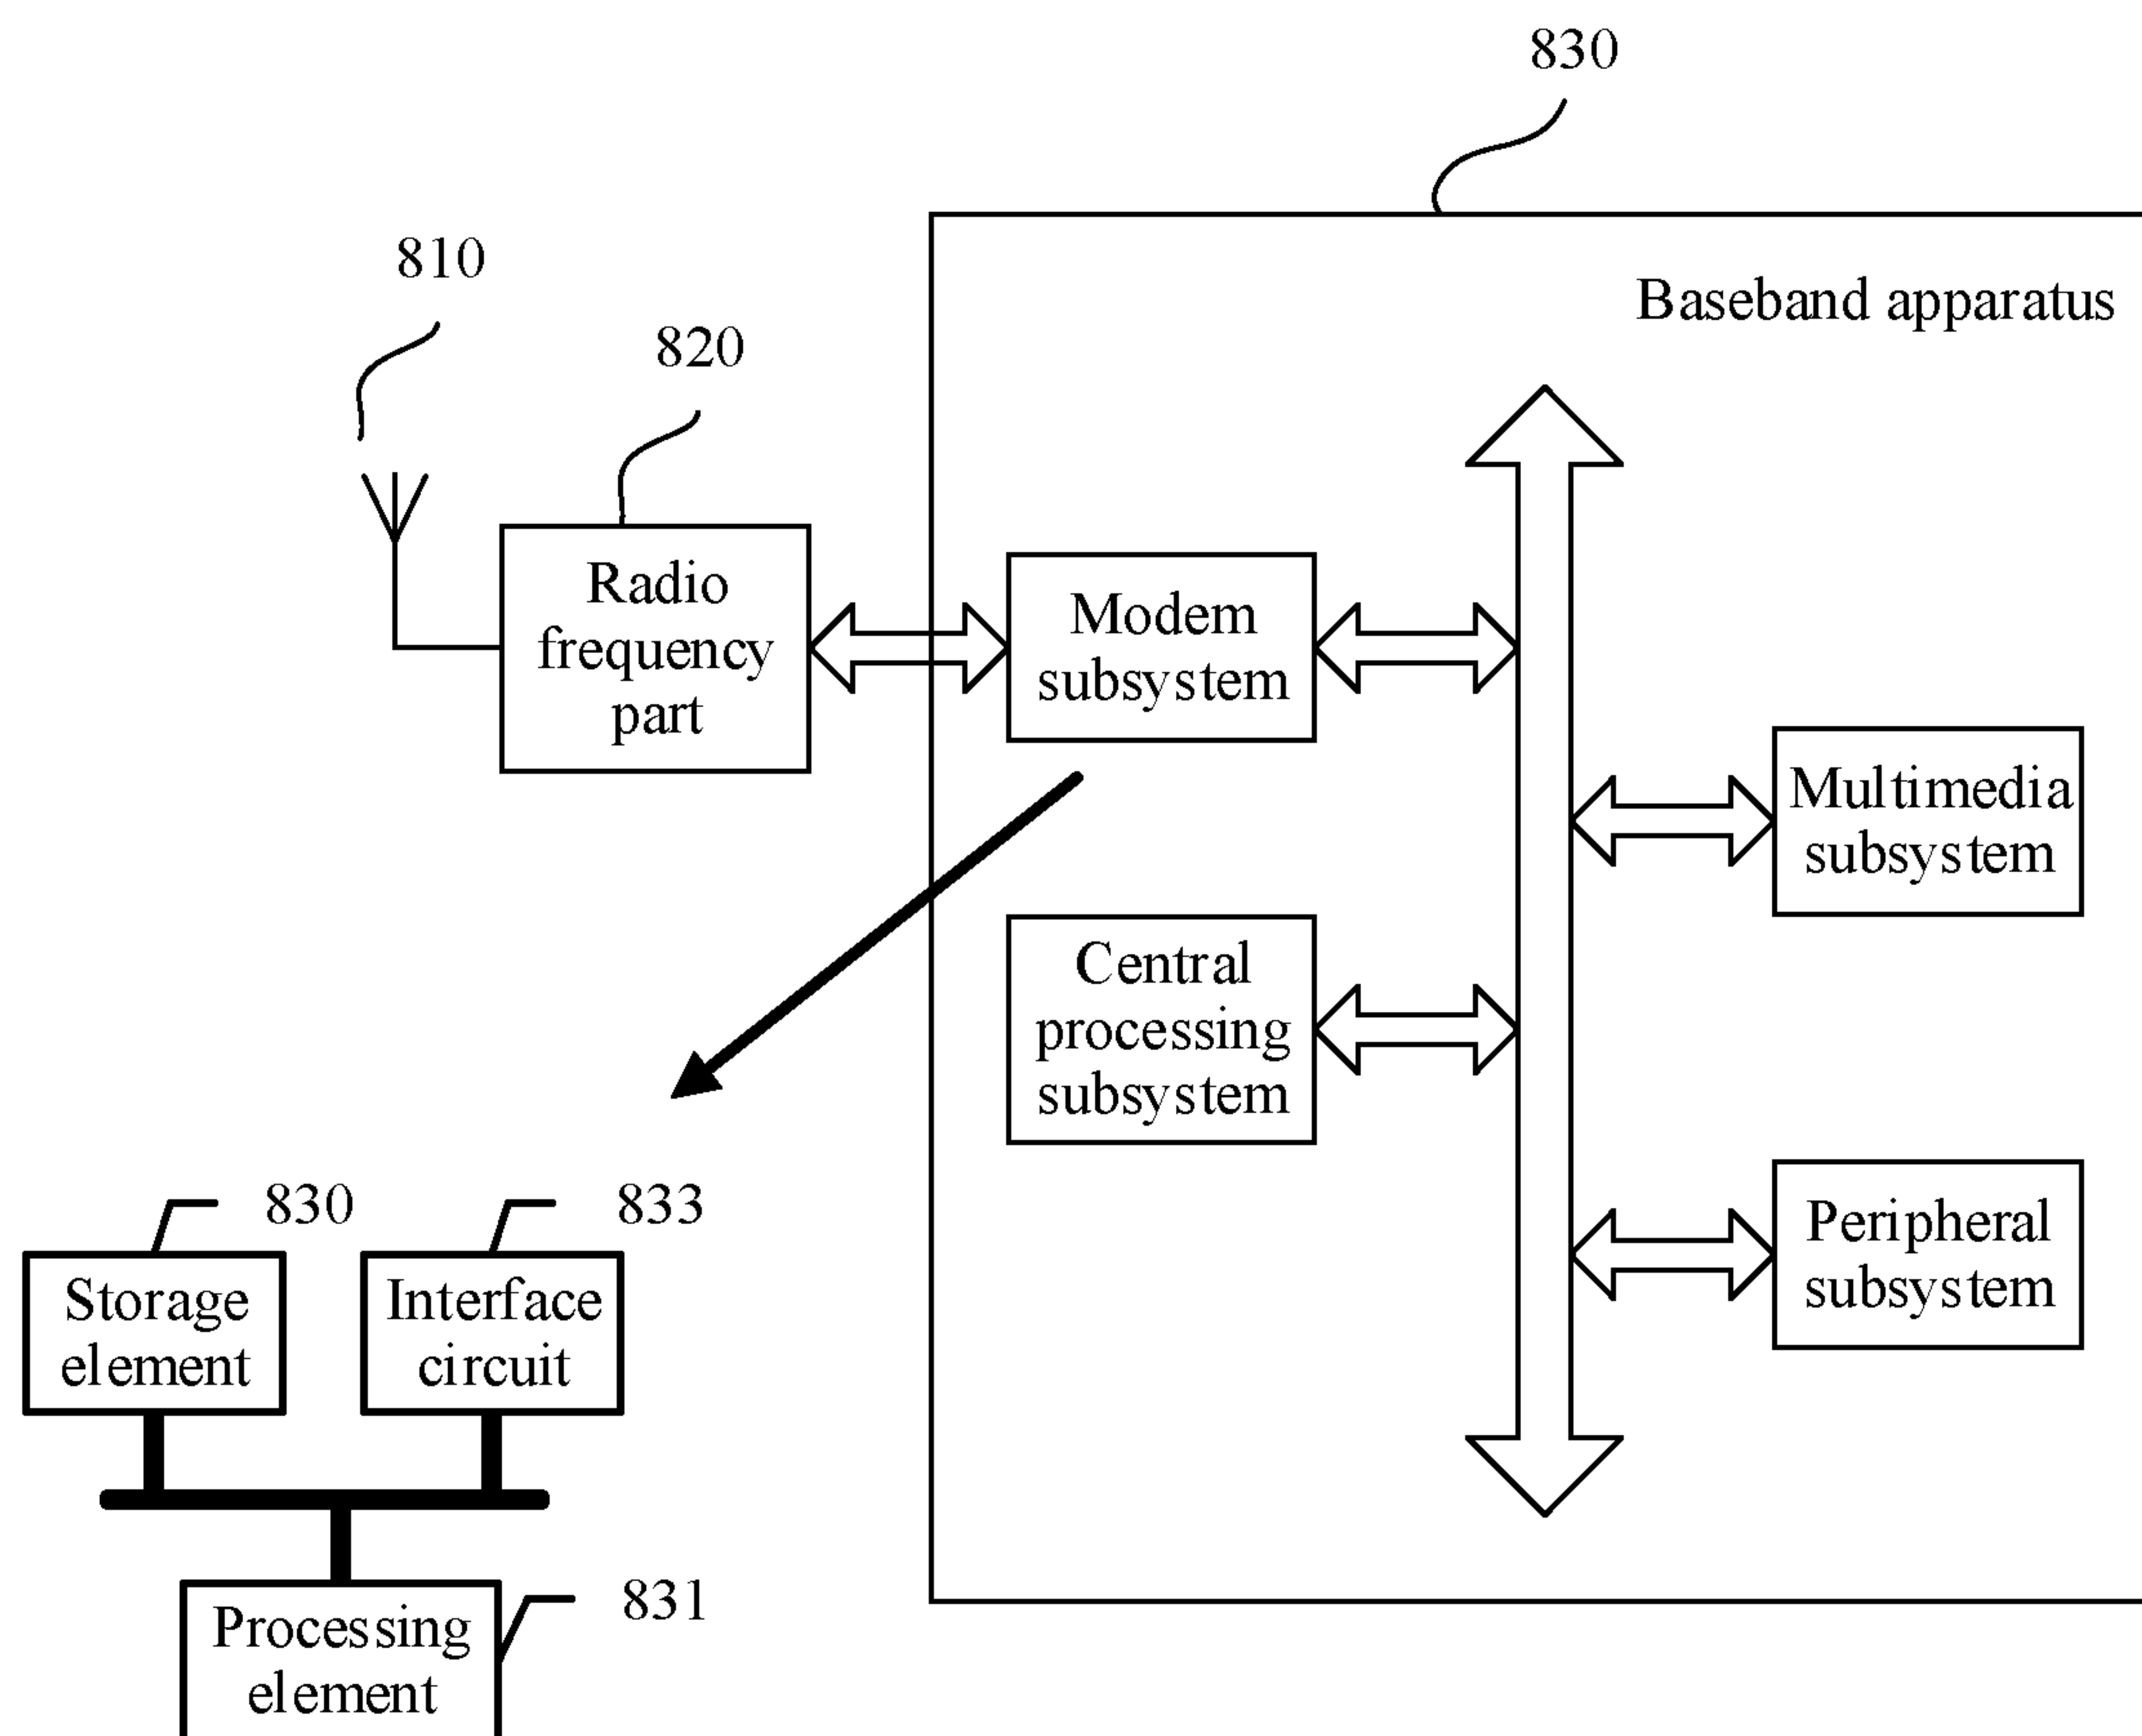 830
810
Baseband apparatus
820
Radio
frequency
part
Modem
subsystem
Multimedia
subsystem
Central
processing
subsystem
830
833
Peripheral
subsystem
Storage
element
Interface
circuit
831
Processing
element